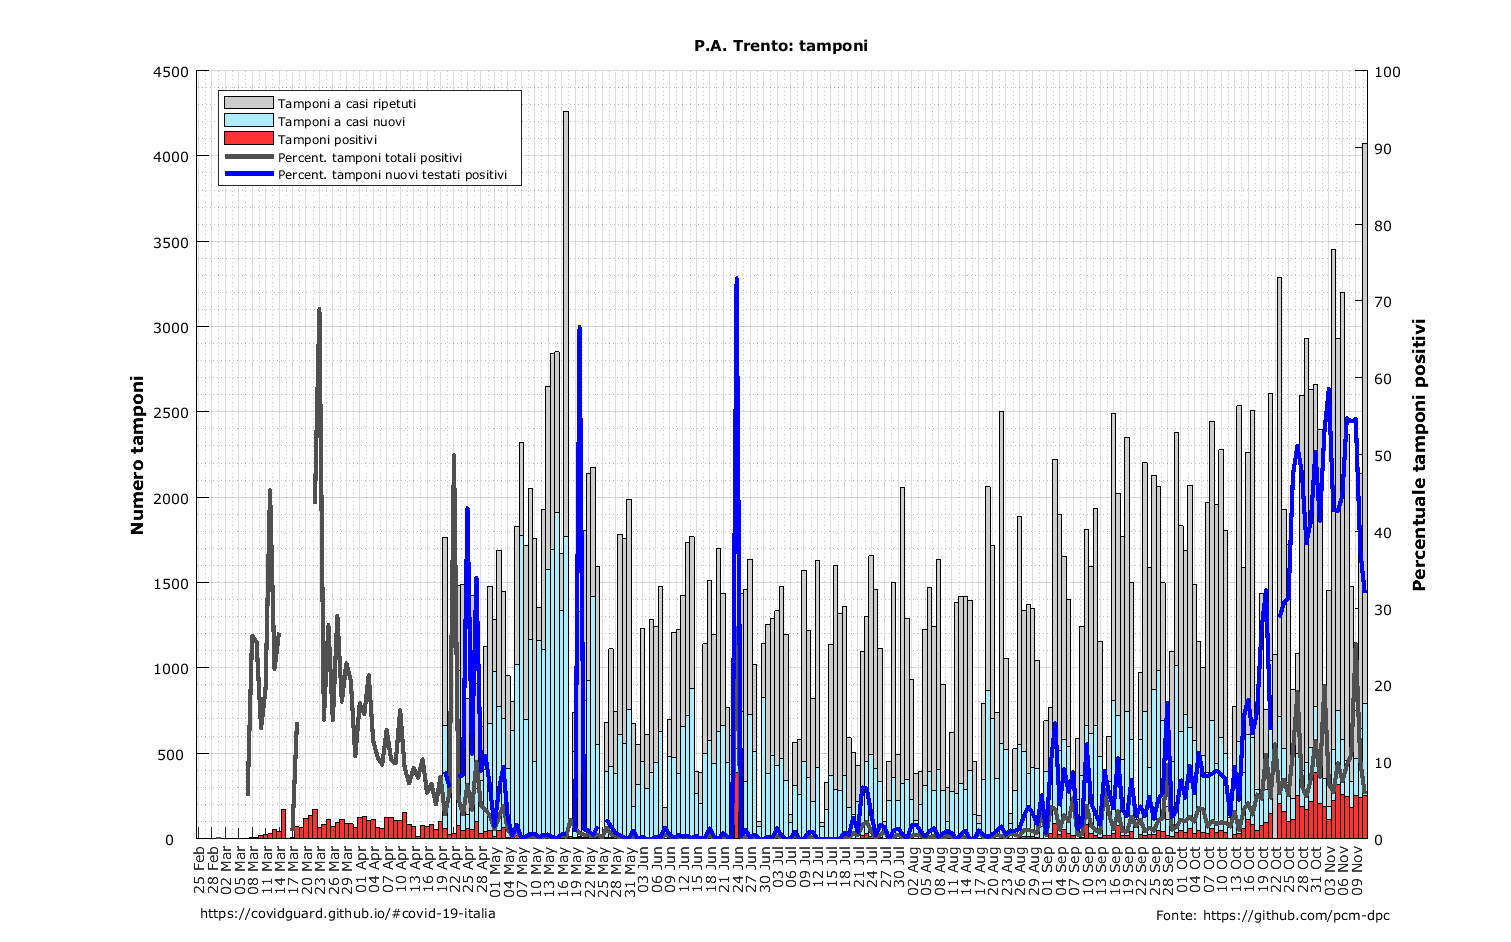 P.A. Trento: tamponi
Tamponi a casi ripetuti
Tamponi a casi nuovi
Tamponi positivi
Percent. tamponi totali positivi
Percent. tamponi nuovi testati positivi
Numero tamponi
4500
4000
3500
3000
2500
2000
1500
1000
500
0
100
90
80
70
60
50
40
30
20
10
0
Percentuale tamponi positivi
25 Feb
28 Feb
02 Mar
05 Mar
08 Mar
11 Mar
14 Mar
17 Mar
20 Mar
23 Mar
26 Mar
29 Mar
01 Apr
04 Apr
07 Apr
10 Apr
13 Apr
16 Apr
19 Apr
22 Apr
25 Apr
28 Apr
01 May
04 May
07 May
10 May
13 May
16 May
19 May
22 May
25 May
28 May
31 May
03 Jun
06 Jun
09 Jun
12 Jun
15 Jun
18 Jun
21 Jun
24 Jun
27 Jun
30 Jun
03 Jul
06 Jul
09 Jul
12 Jul
15 Jul
18 Jul
21 Jul
24 Jul
27 Jul
30 Jul
02 Aug
05 Aug
08 Aug
11 Aug
14 Aug
17 Aug
20 Aug
23 Aug
26 Aug
29 Aug
01 Sep
04 Sep
07 Sep
10 Sep
13 Sep
16 Sep
19 Sep
22 Sep
25 Sep
28 Sep
01 Oct
04 Oct
07 Oct
10 Oct
13 Oct
16 Oct
19 Oct
22 Oct
25 Oct
28 Oct
31 Oct
03 Nov
06 Nov
09 Nov
https://covidguard.github.io/#covid-19-italia
Fonte: https://github.com/pcm-dpc